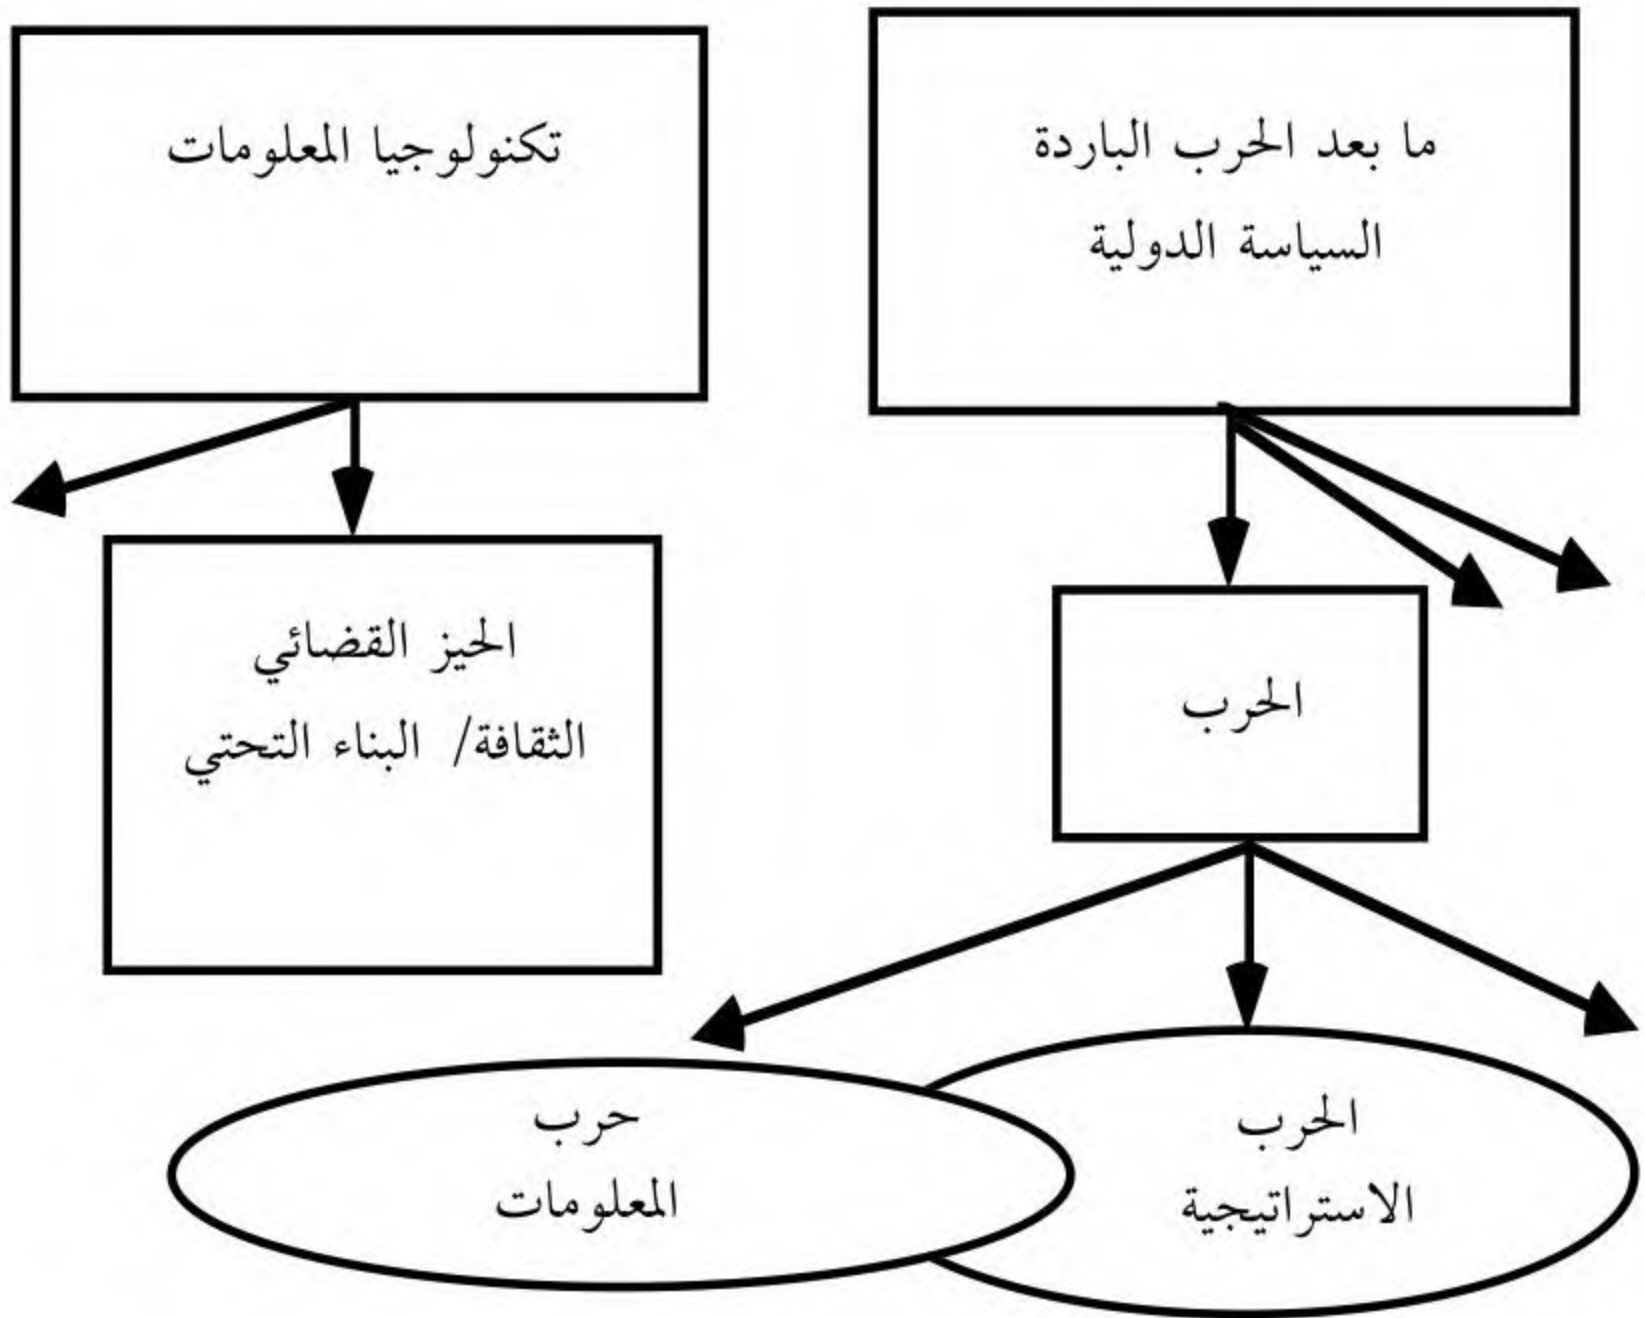 ما بعد الحرب الباردة
السياسة الدولية
تكنولوجيا المعلومات
الحيز القضائي
الثقافة/ البناء التحتي
الحرب
الحرب
الاستراتيجية
حرب
المعلومات